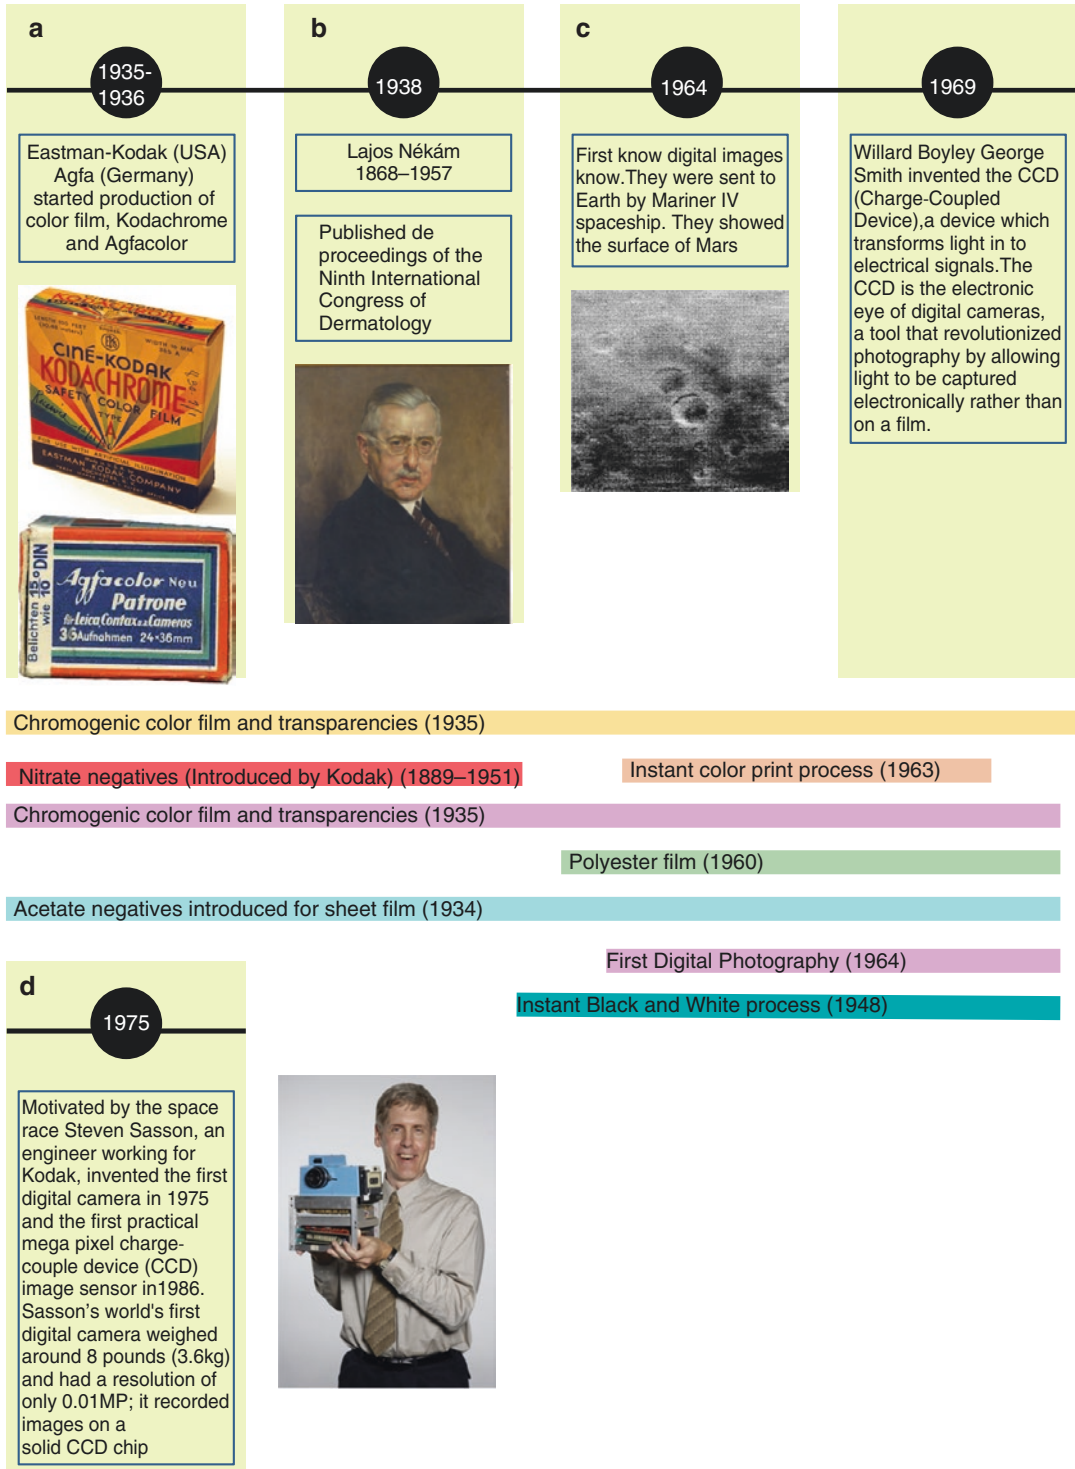 a
1935-
1936
Eastman-Kodak (USA)
Agfa (Germany)
started production of
color film, Kodachrome
and Agfacolor
CINÉ-KODAK
KODACHROME
SAFETY COLOR FILM
TYPE
A
FOR USE WITH ARTIFICIAL ILLUMINATION
EASTMAN KODAK COMPANY
Belichten 15°
wie 10° DIN
Agfacolor Neu
Patrone
für Leica, Contax u.a. Cameras
36 Aufnahmen 24×36mm
b
1938
Lajos Nékám
1868–1957
Published de
proceedings of the
Ninth International
Congress of
Dermatology
c
1964
First know digital images
know.They were sent to
Earth by Mariner IV
spaceship. They showed
the surface of Mars
1969
Willard Boyley George
Smith invented the CCD
(Charge-Coupled
Device),a device which
transforms light in to
electrical signals.The
CCD is the electronic
eye of digital cameras,
a tool that revolutionized
photography by allowing
light to be captured
electronically rather than
on a film.
Chromogenic color film and transparencies (1935)
Nitrate negatives (Introduced by Kodak) (1889–1951)
Instant color print process (1963)
Chromogenic color film and transparencies (1935)
Polyester film (1960)
Acetate negatives introduced for sheet film (1934)
First Digital Photography (1964)
Instant Black and White process (1948)
d
1975
Motivated by the space
race Steven Sasson, an
engineer working for
Kodak, invented the first
digital camera in 1975
and the first practical
mega pixel charge-
couple device (CCD)
image sensor in1986.
Sasson’s world's first
digital camera weighed
around 8 pounds (3.6kg)
and had a resolution of
only 0.01MP; it recorded
images on a
solid CCD chip